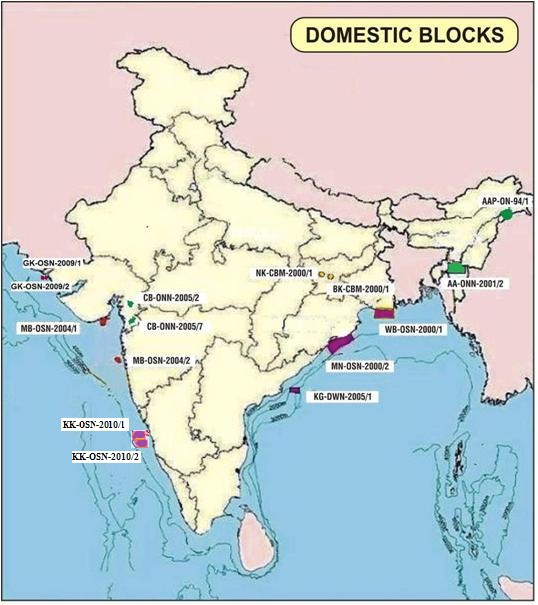 DOMESTIC BLOCKS
AAP-ON-94/1
GK-OSN-2009/1
NK-CBM-2000/1
GK-OSN-2009/2
BK-CBM-2000/1
AA-ONN-2001/2
CB-ONN-2005/2
CB-ONN-2005/7
MB-OSN-2004/1
WB-OSN-2000/1
MB-OSN-2004/2
MN-OSN-2000/2
KG-DWN-2005/1
KK-OSN-2010/1
KK-OSN-2010/2